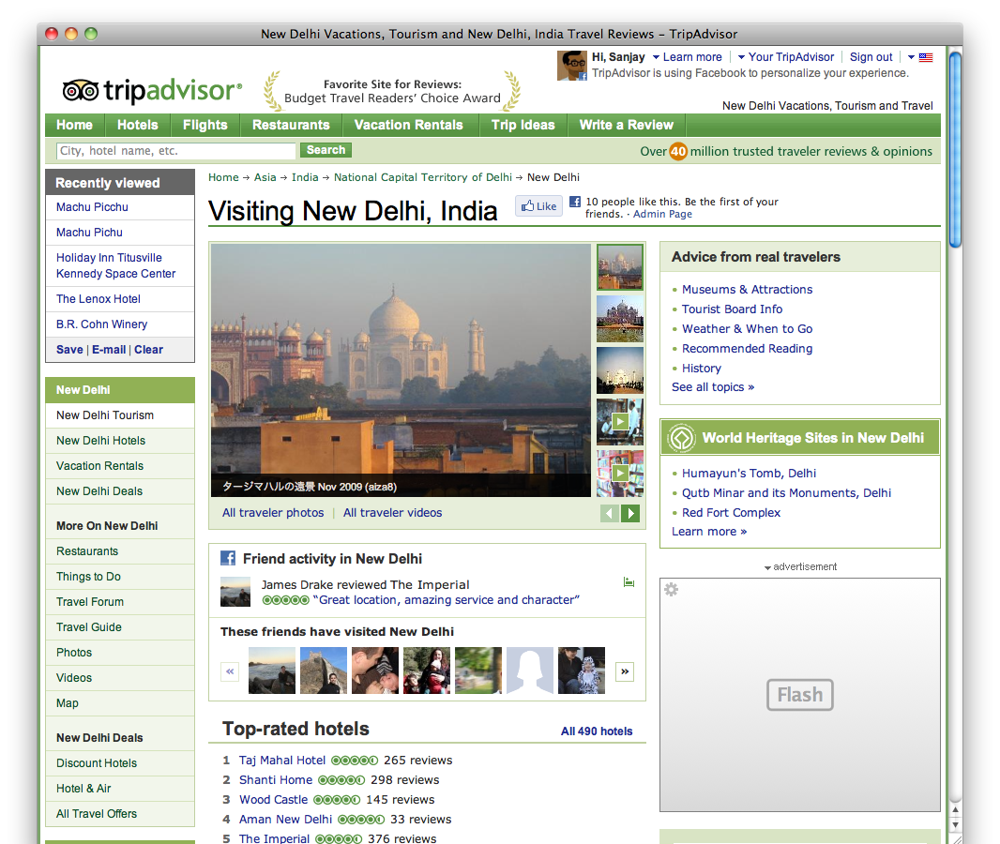 New Delhi Vacations, Tourism and New Delhi, India Travel Reviews – TripAdvisor
Hi, Sanjay Learn more Your TripAdvisor Sign out
TripAdvisor is using Facebook to personalize your experience.
tripadvisor®
Favorite Site for Reviews:
Budget Travel Readers' Choice Award
New Delhi Vacations, Tourism and Travel
Home Hotels Flights Restaurants Vacation Rentals Trip Ideas Write a Review
City, hotel name, etc. Search
Over 40 million trusted traveler reviews & opinions
Recently viewed
Machu Picchu
Machu Pichu
Holiday Inn Titusville
Kennedy Space Center
The Lenox Hotel
B.R. Cohn Winery
Save | E-mail | Clear
New Delhi
New Delhi Tourism
New Delhi Hotels
Vacation Rentals
New Delhi Deals
More On New Delhi
Restaurants
Things to Do
Travel Forum
Travel Guide
Photos
Videos
Map
New Delhi Deals
Discount Hotels
Hotel & Air
All Travel Offers
Home → Asia → India → National Capital Territory of Delhi → New Delhi
Visiting New Delhi, India
Like
10 people like this. Be the first of your
friends. · Admin Page
タージマハルの遠景 Nov 2009 (aiza8)
All traveler photos | All traveler videos
Friend activity in New Delhi
James Drake reviewed The Imperial
“Great location, amazing service and character”
These friends have visited New Delhi
« »
Top-rated hotels
All 490 hotels
1 Taj Mahal Hotel 265 reviews
2 Shanti Home 298 reviews
3 Wood Castle 145 reviews
4 Aman New Delhi 33 reviews
5 The Imperial 376 reviews
Advice from real travelers
• Museums & Attractions
• Tourist Board Info
• Weather & When to Go
• Recommended Reading
• History
See all topics »
World Heritage Sites in New Delhi
• Humayun's Tomb, Delhi
• Qutb Minar and its Monuments, Delhi
• Red Fort Complex
Learn more »
advertisement
Flash